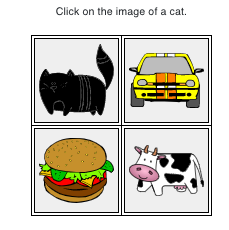 Click on the image of a cat.